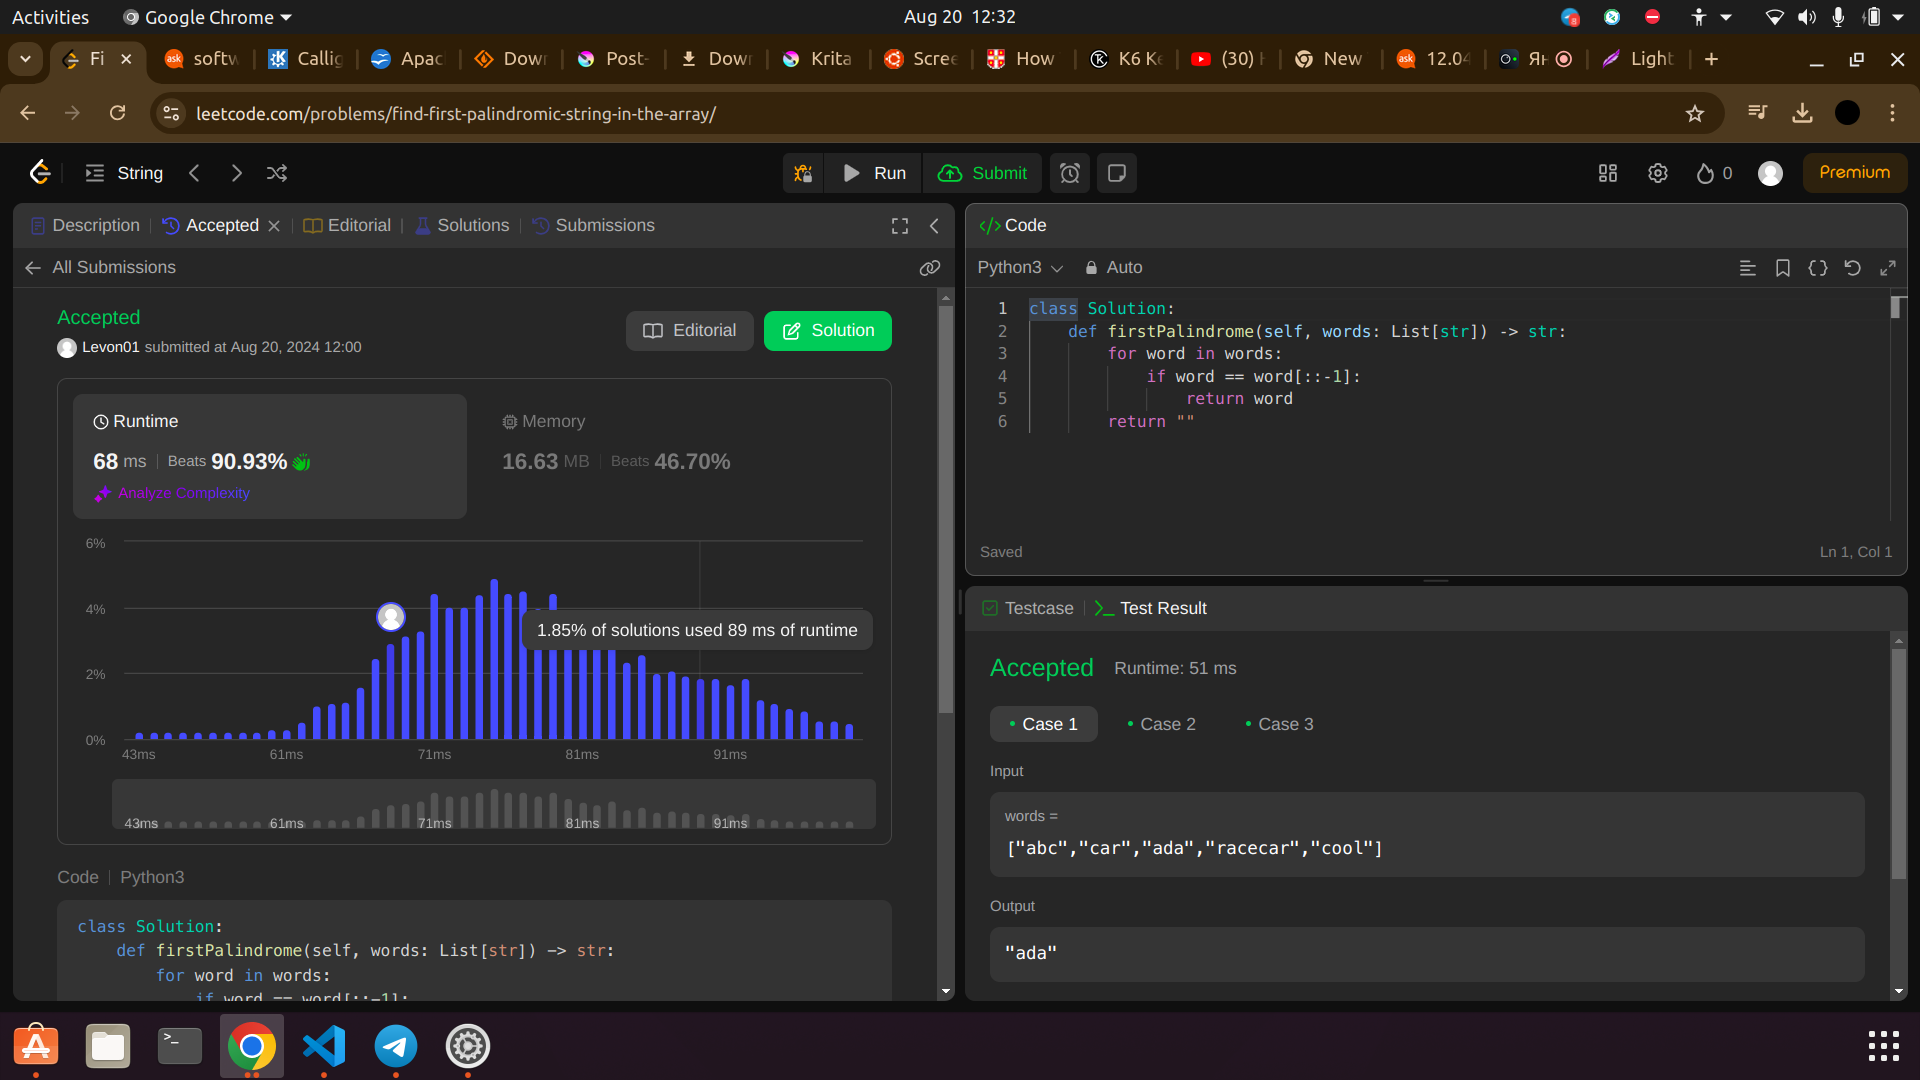 Activities
Google Chrome
Aug 20 12:32
8
Fi
softw
Callig
Apac
Down
Post-
Down
Krita
Scree
How
K6 Ke
(30)
New
12.04
Ян
Light
leetcode.com/problems/find-first-palindromic-string-in-the-array/
String
Run
Submit
0
Premium
Description
Accepted
Editorial
Solutions
Submissions
All Submissions
Accepted
Levon01 submitted at Aug 20, 2024 12:00
Editorial
Solution
Runtime
68 ms
Beats 90.93%
Analyze Complexity
Memory
16.63 MB
Beats 46.70%
6%
4%
2%
0%
1.85% of solutions used 89 ms of runtime
43ms 61ms 71ms 81ms 91ms
43ms 61ms 71ms 81ms 91ms
Code | Python3
class Solution:
def firstPalindrome(self, words: List[str]) -> str:
for word in words:
if word == word[::-1]:
</> Code
Python3
Auto
1 class Solution:
2 def firstPalindrome(self, words: List[str]) -> str:
3 for word in words:
4 if word == word[::-1]:
5 return word
6 return ""
Saved
Ln 1, Col 1
Testcase
>_ Test Result
Accepted
Runtime: 51 ms
Case 1
Case 2
Case 3
Input
words =
["abc","car","ada","racecar","cool"]
Output
"ada"